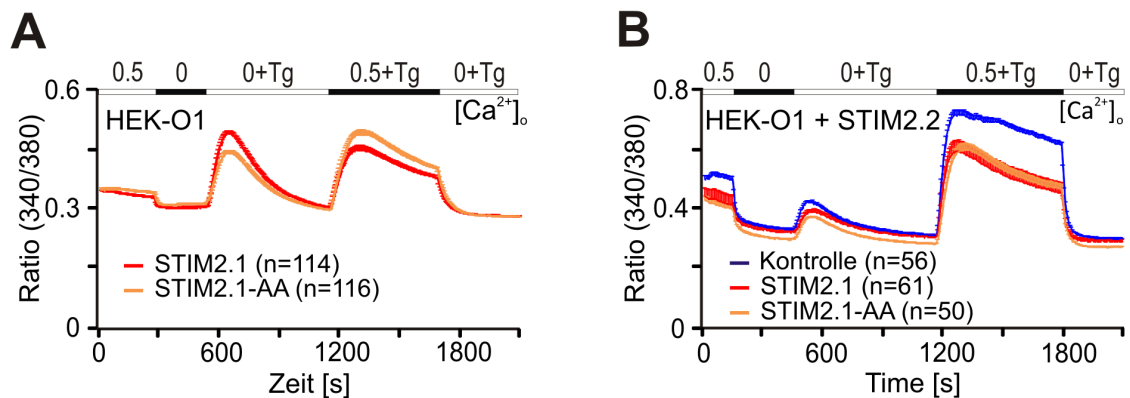 A
0.5 0 0+Tg 0.5+Tg 0+Tg
HEK-O1
[Ca²⁺]ₒ
Ratio (340/380)
0.6
0.3
0
STIM2.1 (n=114)
STIM2.1-AA (n=116)
0 600 1200 1800
Zeit [s]
B
0.5 0 0+Tg 0.5+Tg 0+Tg
HEK-O1 + STIM2.2
[Ca²⁺]ₒ
Ratio (340/380)
0.8
0.4
0
Kontrolle (n=56)
STIM2.1 (n=61)
STIM2.1-AA (n=50)
0 600 1200 1800
Time [s]